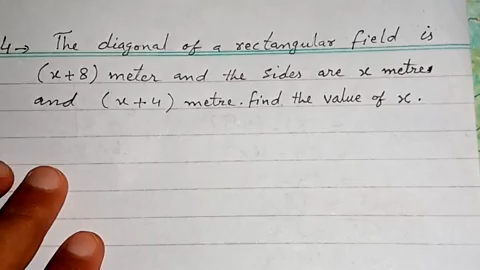 4→ The diagonal of a rectangular field is
(x+8) meter and the sides are x metre
and (x+4) metre. find the value of x.